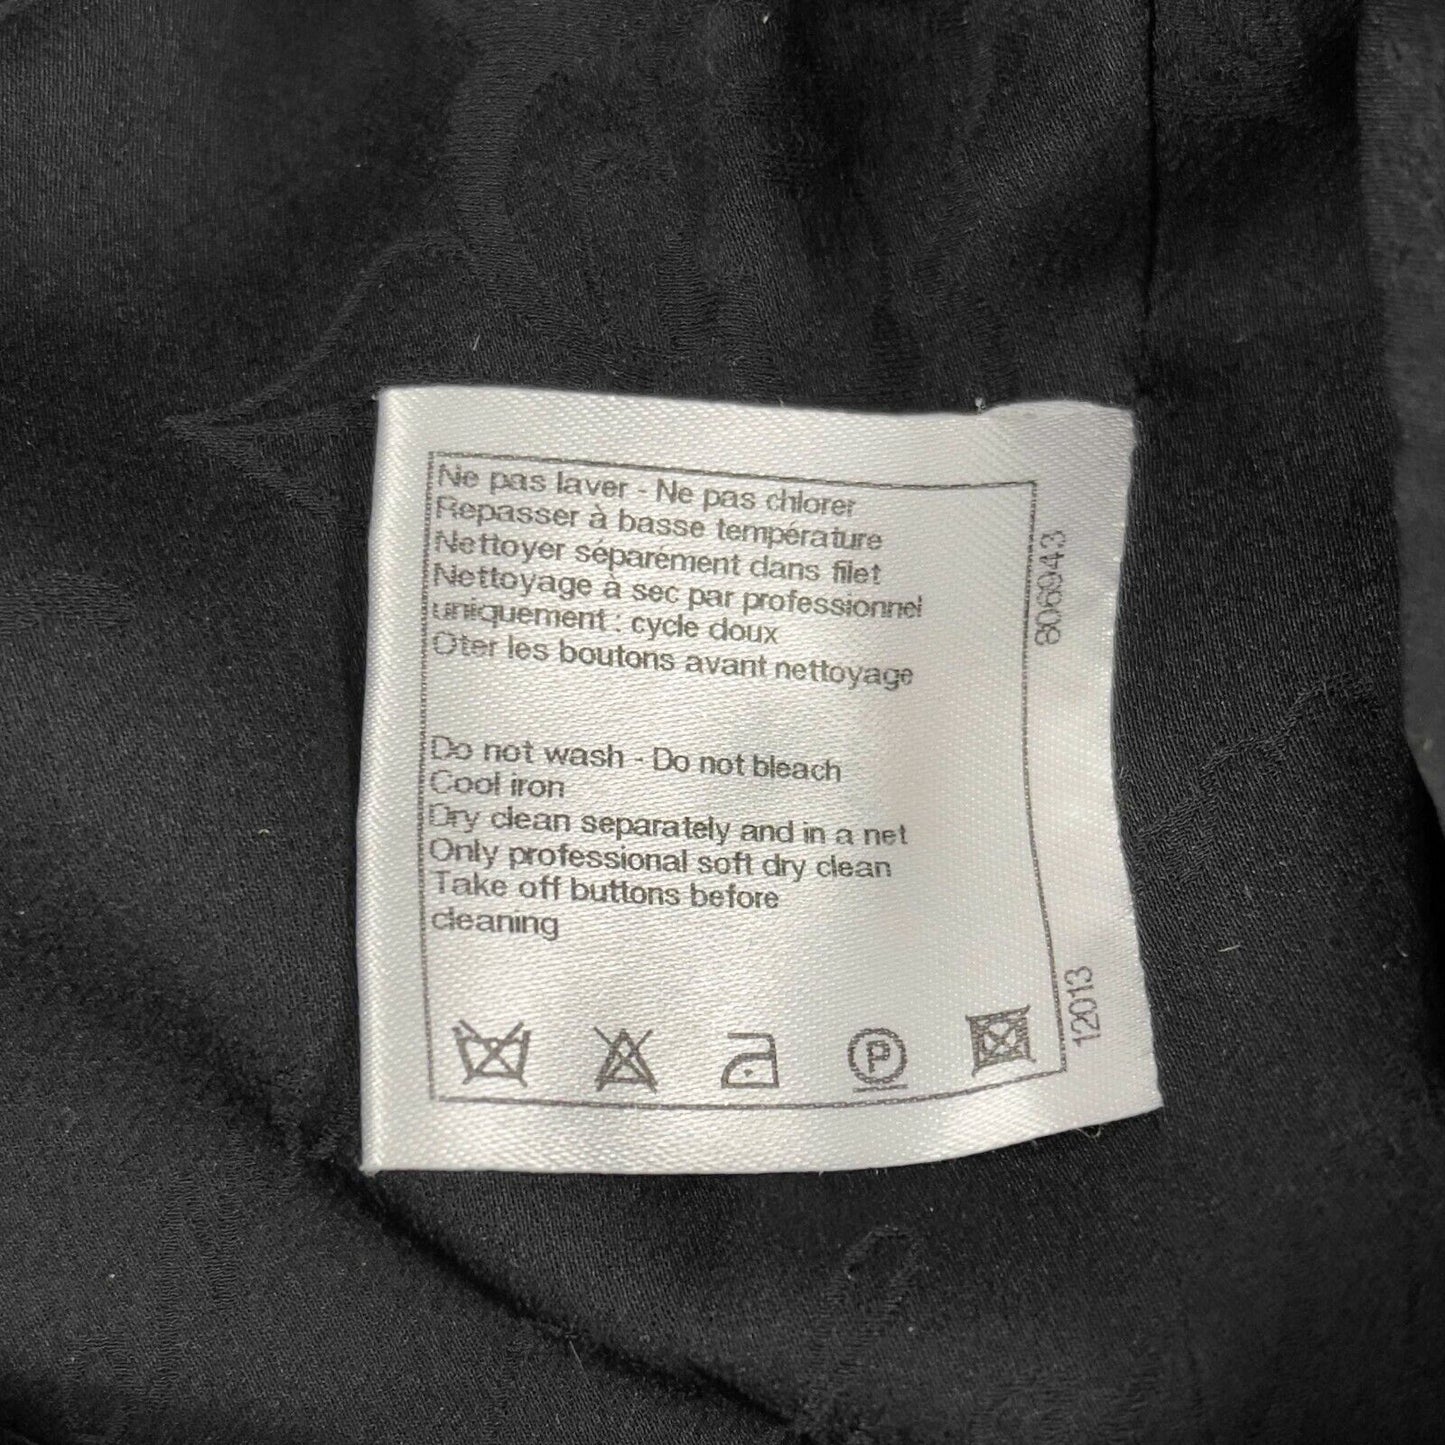 Ne pas laver - Ne pas chlorer
Repasser à basse température
Nettoyer séparément dans filet
Nettoyage à sec par professionnel
uniquement : cycle doux
Oter les boutons avant nettoyage
Do not wash - Do not bleach
Cool iron
Dry clean separately and in a net
Only professional soft dry clean
Take off buttons before
cleaning
P
806943
12013